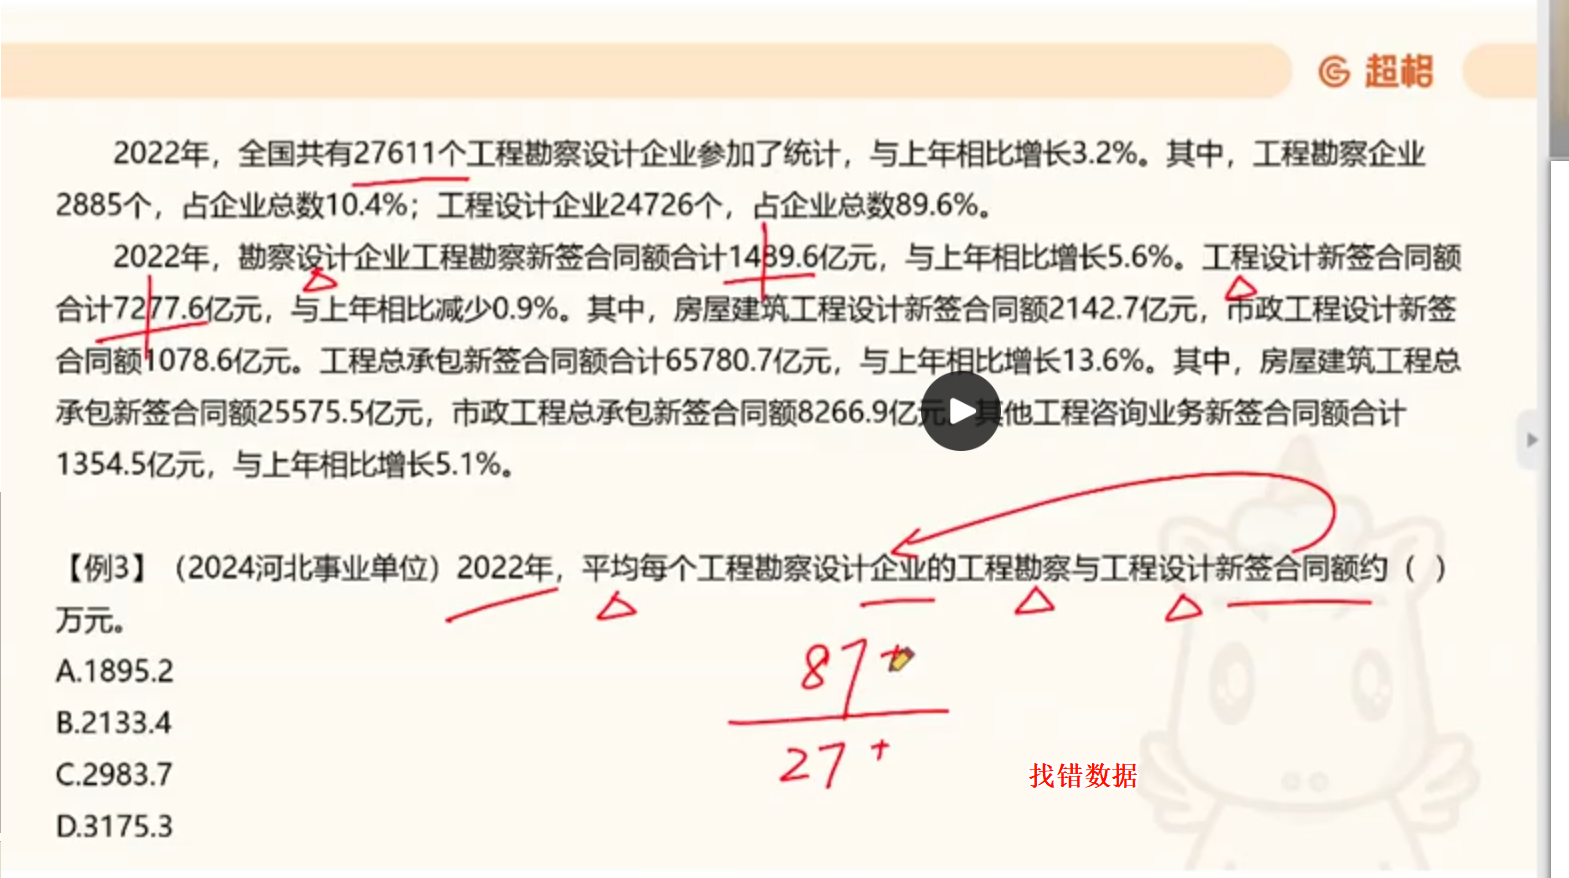 超格
2022年，全国共有27611个工程勘察设计企业参加了统计，与上年相比增长3.2%。其中，工程勘察企业
2885个，占企业总数10.4%；工程设计企业24726个，占企业总数89.6%。
2022年，勘察设计企业工程勘察新签合同额合计1489.6亿元，与上年相比增长5.6%。工程设计新签合同额
合计7277.6亿元，与上年相比减少0.9%。其中，房屋建筑工程设计新签合同额2142.7亿元，市政工程设计新签
合同额1078.6亿元。工程总承包新签合同额合计65780.7亿元，与上年相比增长13.6%。其中，房屋建筑工程总
承包新签合同额25575.5亿元，市政工程总承包新签合同额8266.9亿元。其他工程咨询业务新签合同额合计
1354.5亿元，与上年相比增长5.1%。
【例3】（2024河北事业单位）2022年，平均每个工程勘察设计企业的工程勘察与工程设计新签合同额约（ ）
万元。
A.1895.2
B.2133.4
C.2983.7
D.3175.3
87+
27+
找错数据